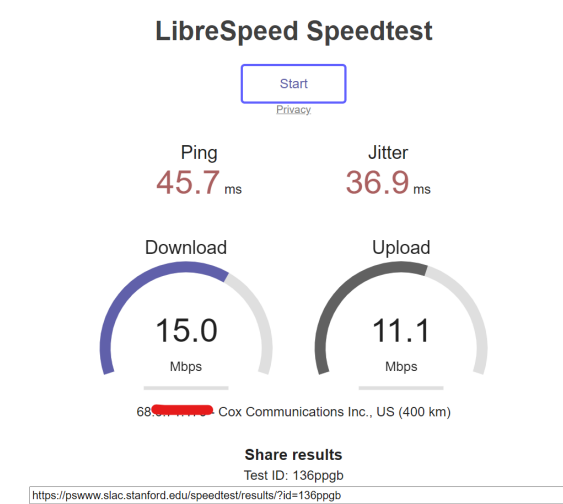 LibreSpeed Speedtest
Start
Privacy
Ping
Jitter
45.7 ms
36.9 ms
Download
Upload
15.0
11.1
Mbps
Mbps
68. - Cox Communications Inc., US (400 km)
Share results
Test ID: 136ppgb
https://pswww.slac.stanford.edu/speedtest/results/?id=136ppgb